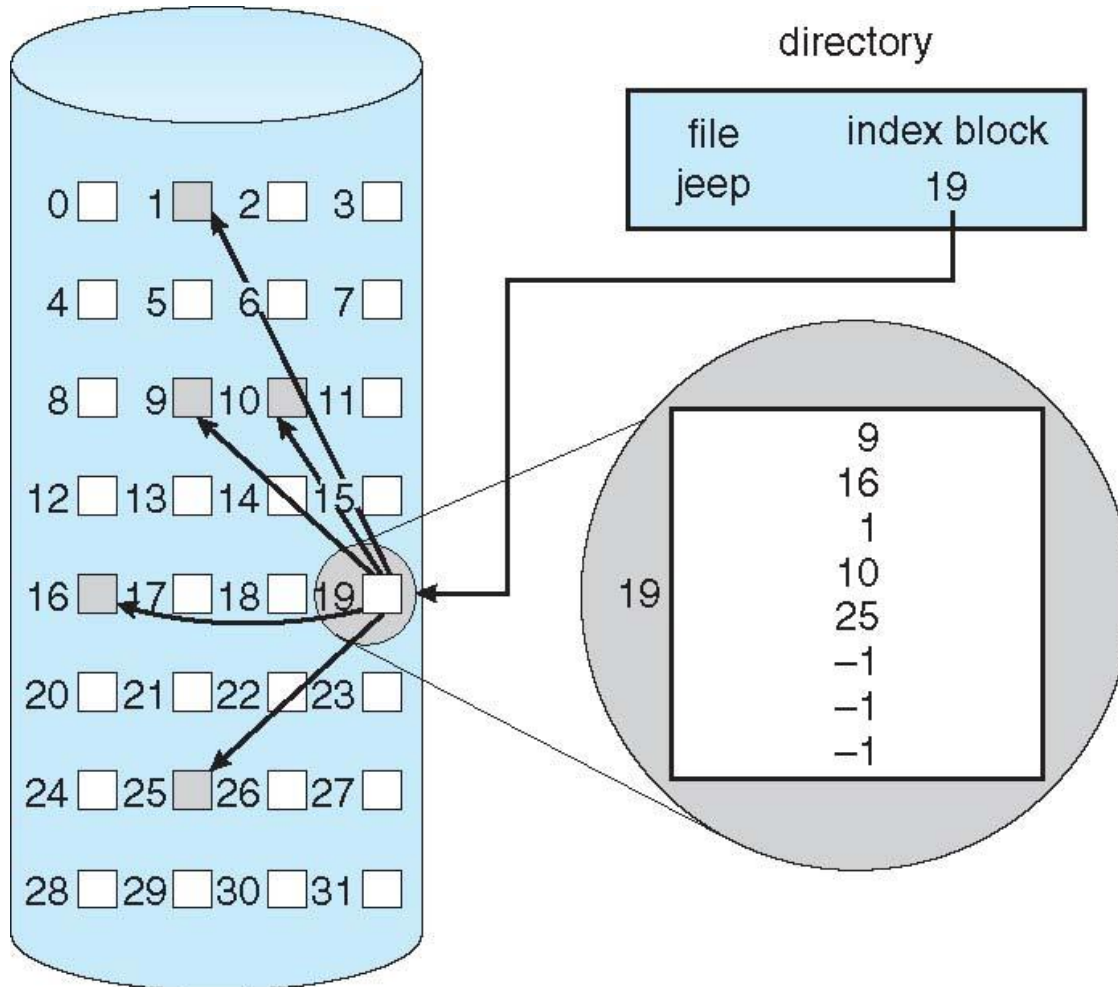 directory
file index block
jeep 19
0 1 2 3
4 5 6 7
8 9 10 11
12 13 14 15
16 17 18 19
20 21 22 23
24 25 26 27
28 29 30 31
19
9
16
1
10
25
–1
–1
–1